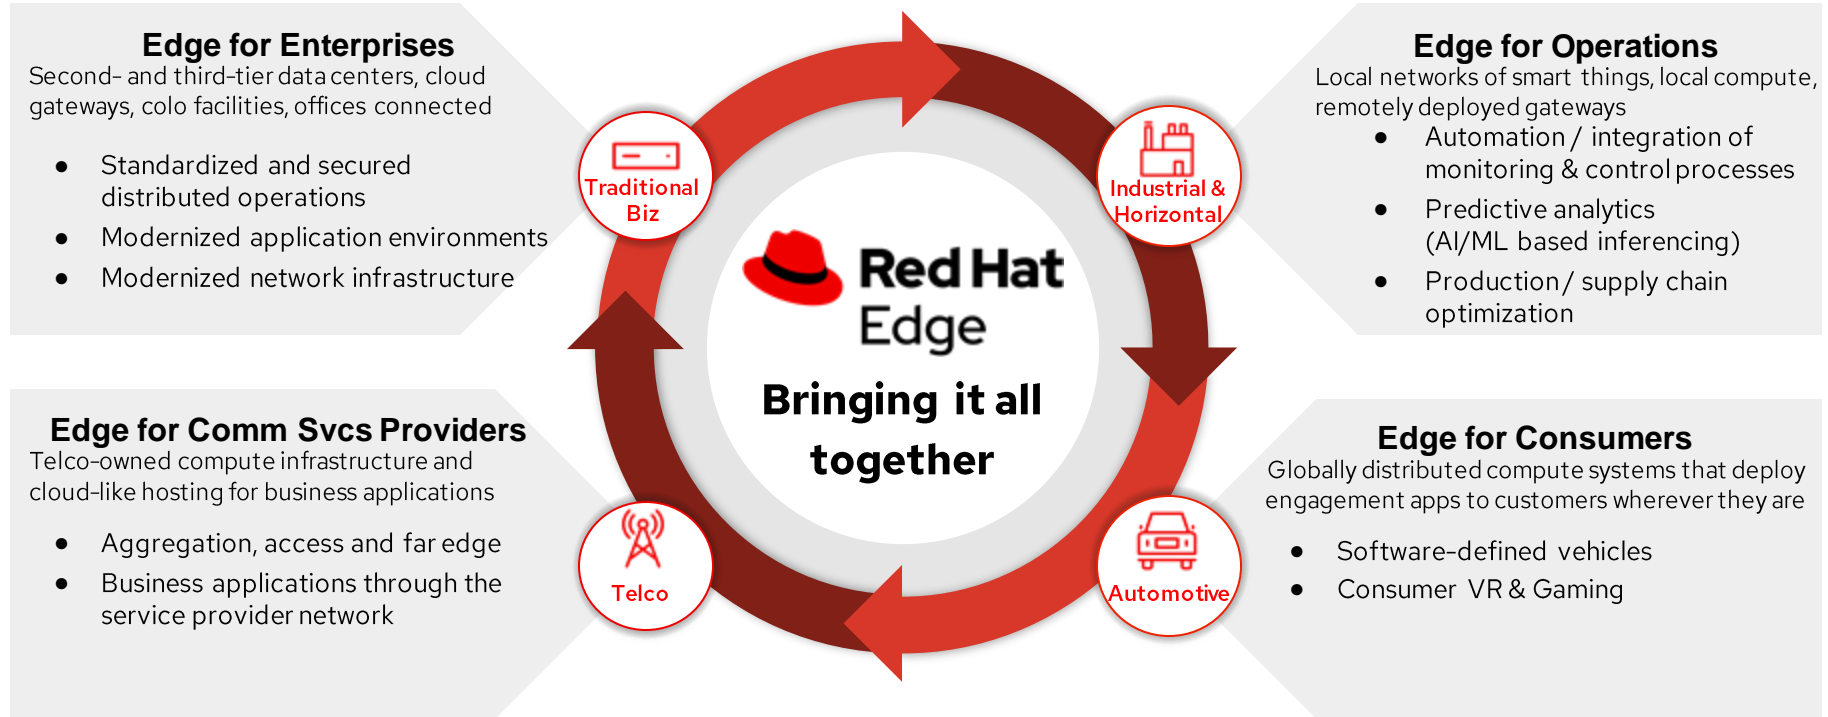 Edge for Enterprises
Second- and third-tier data centers, cloud
gateways, colo facilities, offices connected
● Standardized and secured
distributed operations
● Modernized application environments
● Modernized network infrastructure
Traditional
Biz
Edge for Operations
Local networks of smart things, local compute,
remotely deployed gateways
● Automation / integration of
monitoring & control processes
● Predictive analytics
(AI/ML based inferencing)
● Production / supply chain
optimization
Industrial &
Horizontal
Red Hat
Edge
Bringing it all
together
Edge for Comm Svcs Providers
Telco-owned compute infrastructure and
cloud-like hosting for business applications
● Aggregation, access and far edge
● Business applications through the
service provider network
Telco
Edge for Consumers
Globally distributed compute systems that deploy
engagement apps to customers wherever they are
● Software-defined vehicles
● Consumer VR & Gaming
Automotive